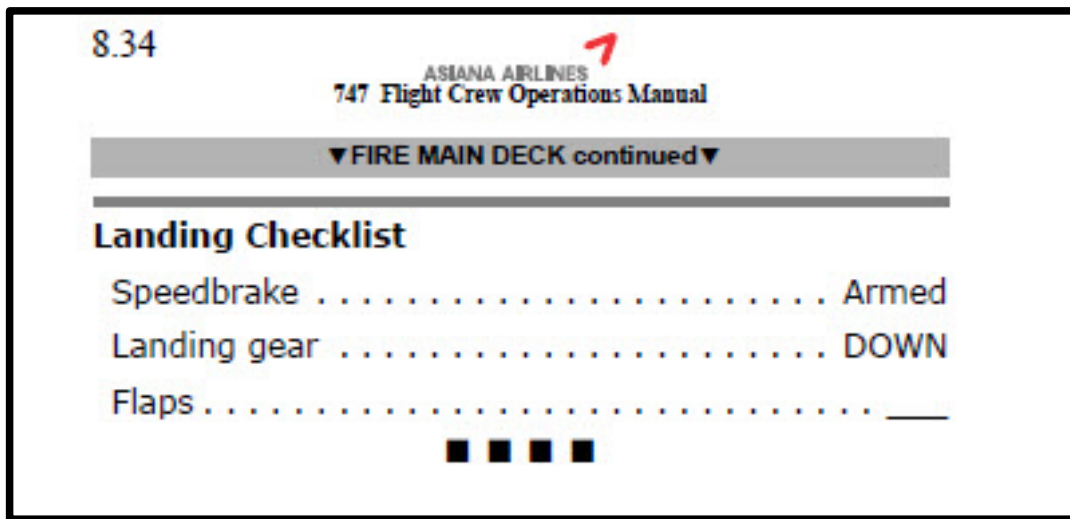 8.34
ASIANA AIRLINES
747 Flight Crew Operations Manual
▼FIRE MAIN DECK continued▼
Landing Checklist
Speedbrake . . . . . . . . . . . . . . . . . . . . . . . Armed
Landing gear . . . . . . . . . . . . . . . . . . . . . . DOWN
Flaps . . . . . . . . . . . . . . . . . . . . . . . . . . . . . . ___
■ ■ ■ ■